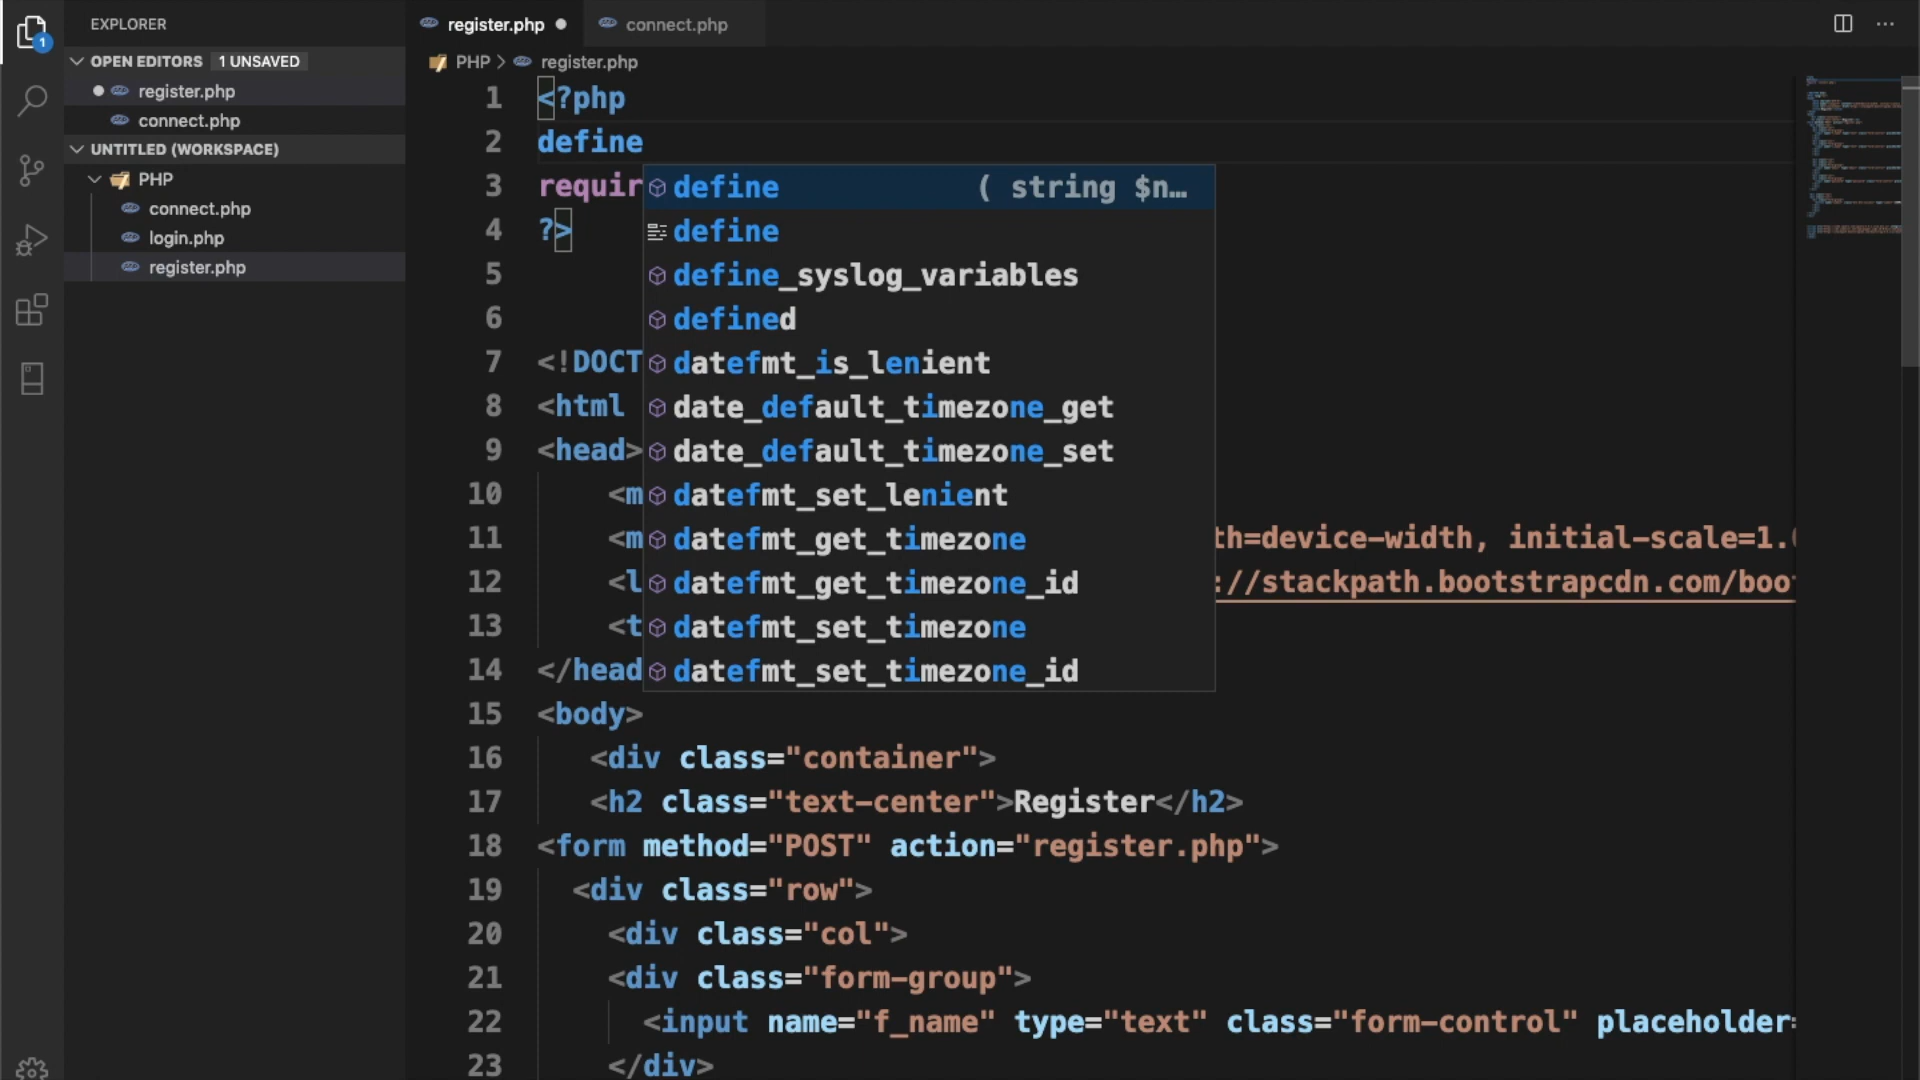 EXPLORER
OPEN EDITORS 1 UNSAVED
register.php
connect.php
UNTITLED (WORKSPACE)
PHP
connect.php
login.php
register.php
1
register.php
connect.php
PHP > register.php
1 <?php
2 define
3 requir
4 ?>
5
6
7 <!DOCT
8 <html
9 <head>
10 <m
11 <m th=device-width, initial-scale=1.
12 <l ://stackpath.bootstrapcdn.com/boo
13 <t
14 </head
15 <body>
16 <div class="container">
17 <h2 class="text-center">Register</h2>
18 <form method="POST" action="register.php">
19 <div class="row">
20 <div class="col">
21 <div class="form-group">
22 <input name="f_name" type="text" class="form-control" placeholder=
23 </div>
define ( string $n…
define
define_syslog_variables
defined
datefmt_is_lenient
date_default_timezone_get
date_default_timezone_set
datefmt_set_lenient
datefmt_get_timezone
datefmt_get_timezone_id
datefmt_set_timezone
datefmt_set_timezone_id